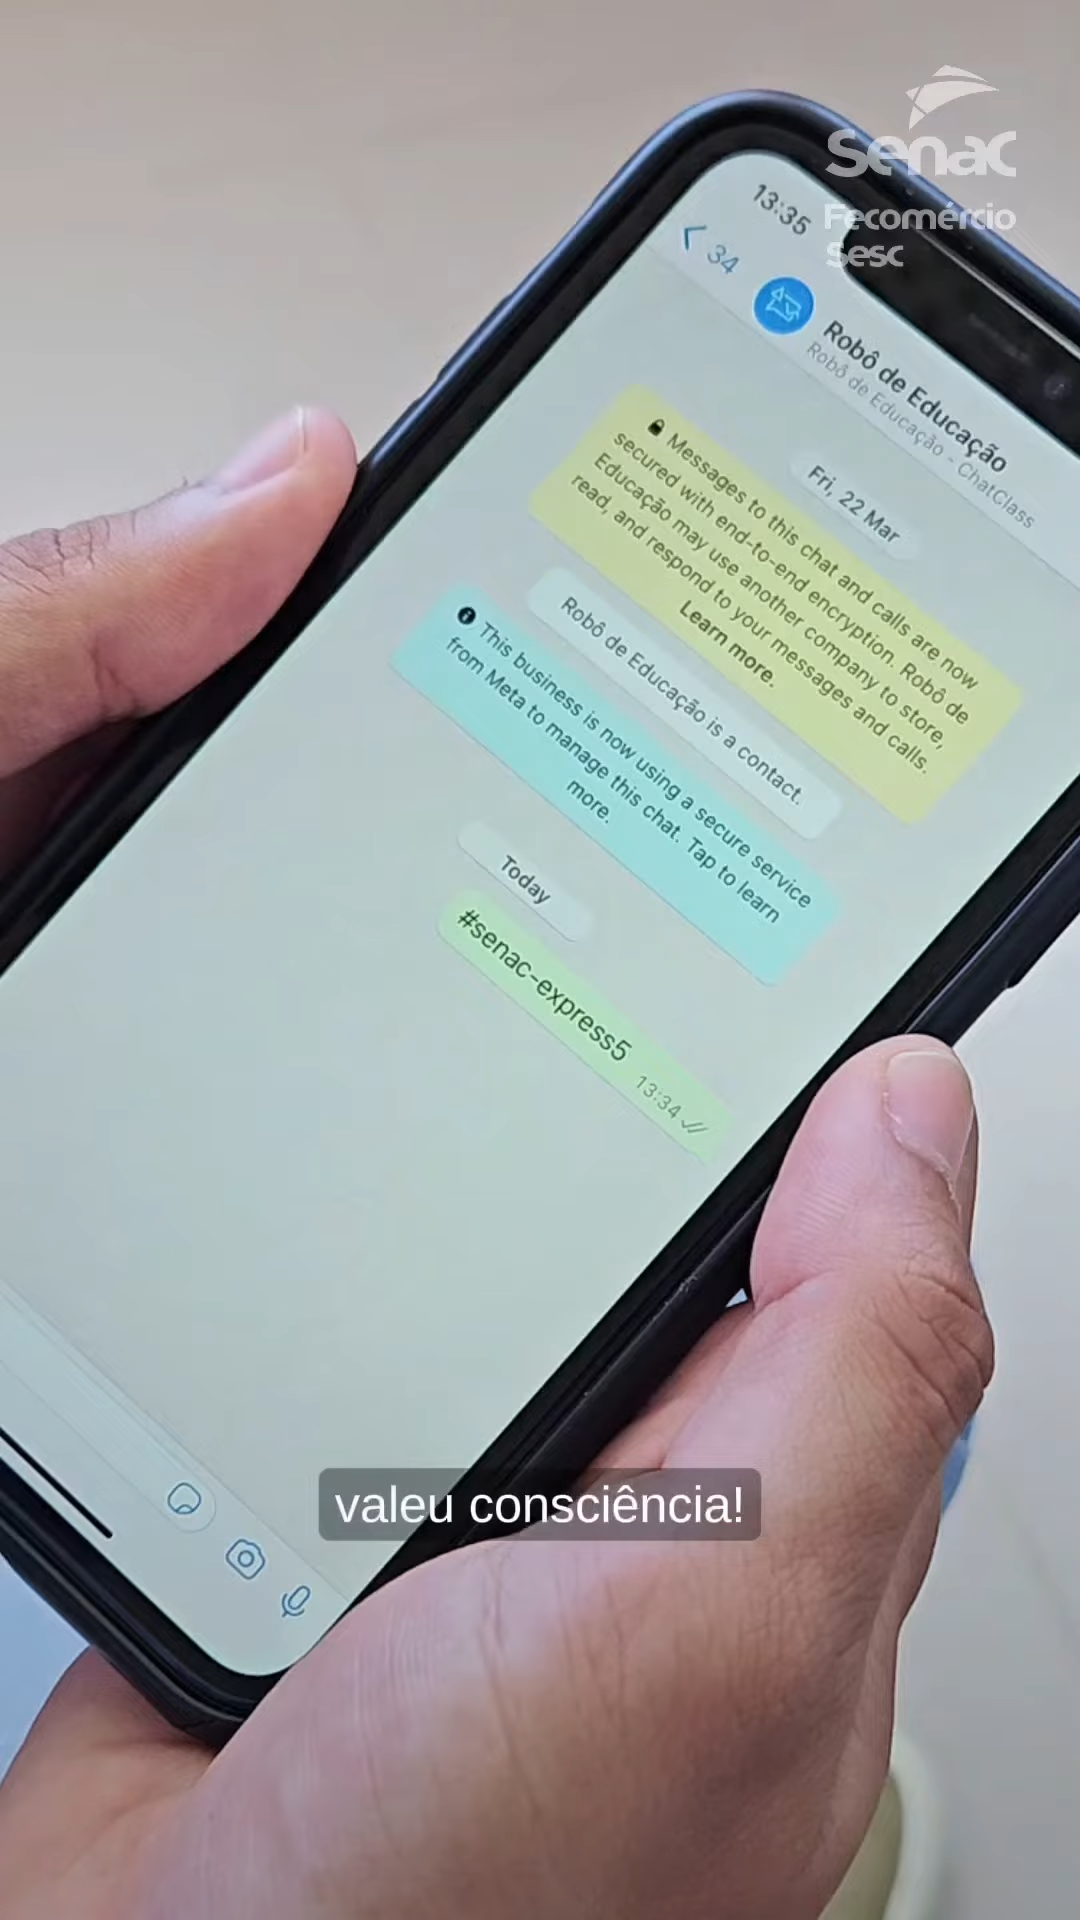 Senac
Fecomércio
Sesc
13:35
34
Robô de Educação
Robô de Educação - ChatClass
Fri, 22 Mar
Messages to this chat and calls are now
secured with end-to-end encryption. Robô de
Educação may use another company to store,
read, and respond to your messages and calls.
Learn more.
Robô de Educação is a contact.
This business is now using a secure service
from Meta to manage this chat. Tap to learn
more.
Today
#senac-express5
13:34
valeu consciência!